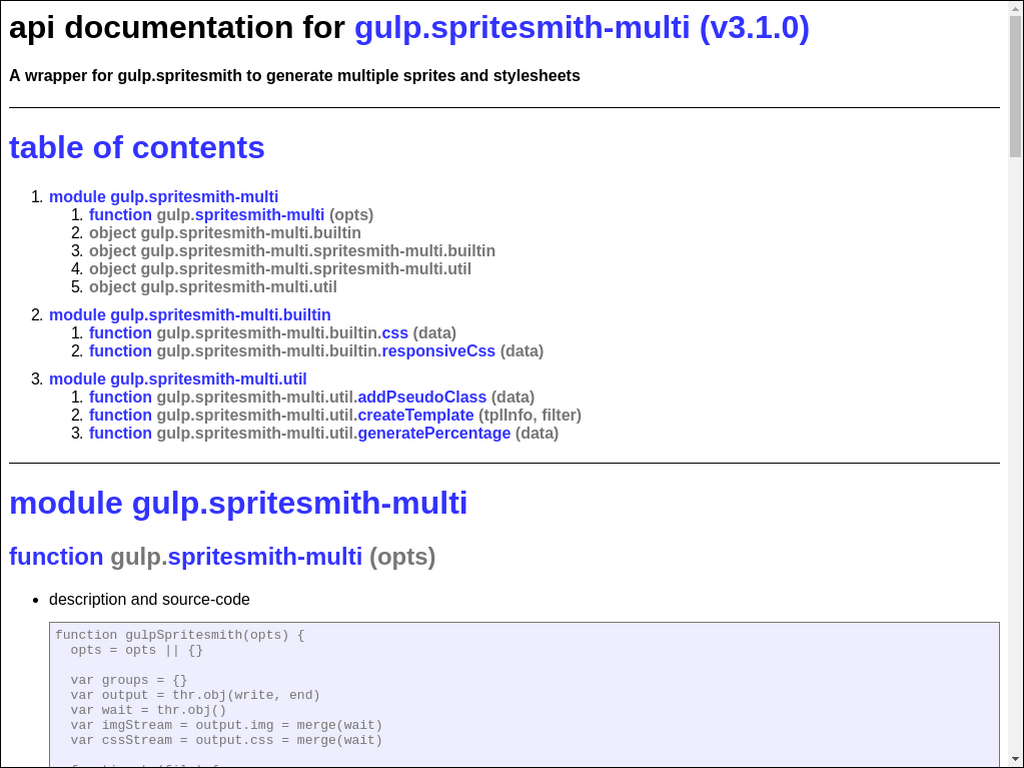 api documentation for gulp.spritesmith-multi (v3.1.0)
A wrapper for gulp.spritesmith to generate multiple sprites and stylesheets
table of contents
1. module gulp.spritesmith-multi
1. function gulp.spritesmith-multi (opts)
2. object gulp.spritesmith-multi.builtin
3. object gulp.spritesmith-multi.spritesmith-multi.builtin
4. object gulp.spritesmith-multi.spritesmith-multi.util
5. object gulp.spritesmith-multi.util
2. module gulp.spritesmith-multi.builtin
1. function gulp.spritesmith-multi.builtin.css (data)
2. function gulp.spritesmith-multi.builtin.responsiveCss (data)
3. module gulp.spritesmith-multi.util
1. function gulp.spritesmith-multi.util.addPseudoClass (data)
2. function gulp.spritesmith-multi.util.createTemplate (tplInfo, filter)
3. function gulp.spritesmith-multi.util.generatePercentage (data)
module gulp.spritesmith-multi
function gulp.spritesmith-multi (opts)
• description and source-code
function gulpSpritesmith(opts) {
  opts = opts || {}
  var groups = {}
  var output = thr.obj(write, end)
  var wait = thr.obj()
  var imgStream = output.img = merge(wait)
  var cssStream = output.css = merge(wait)